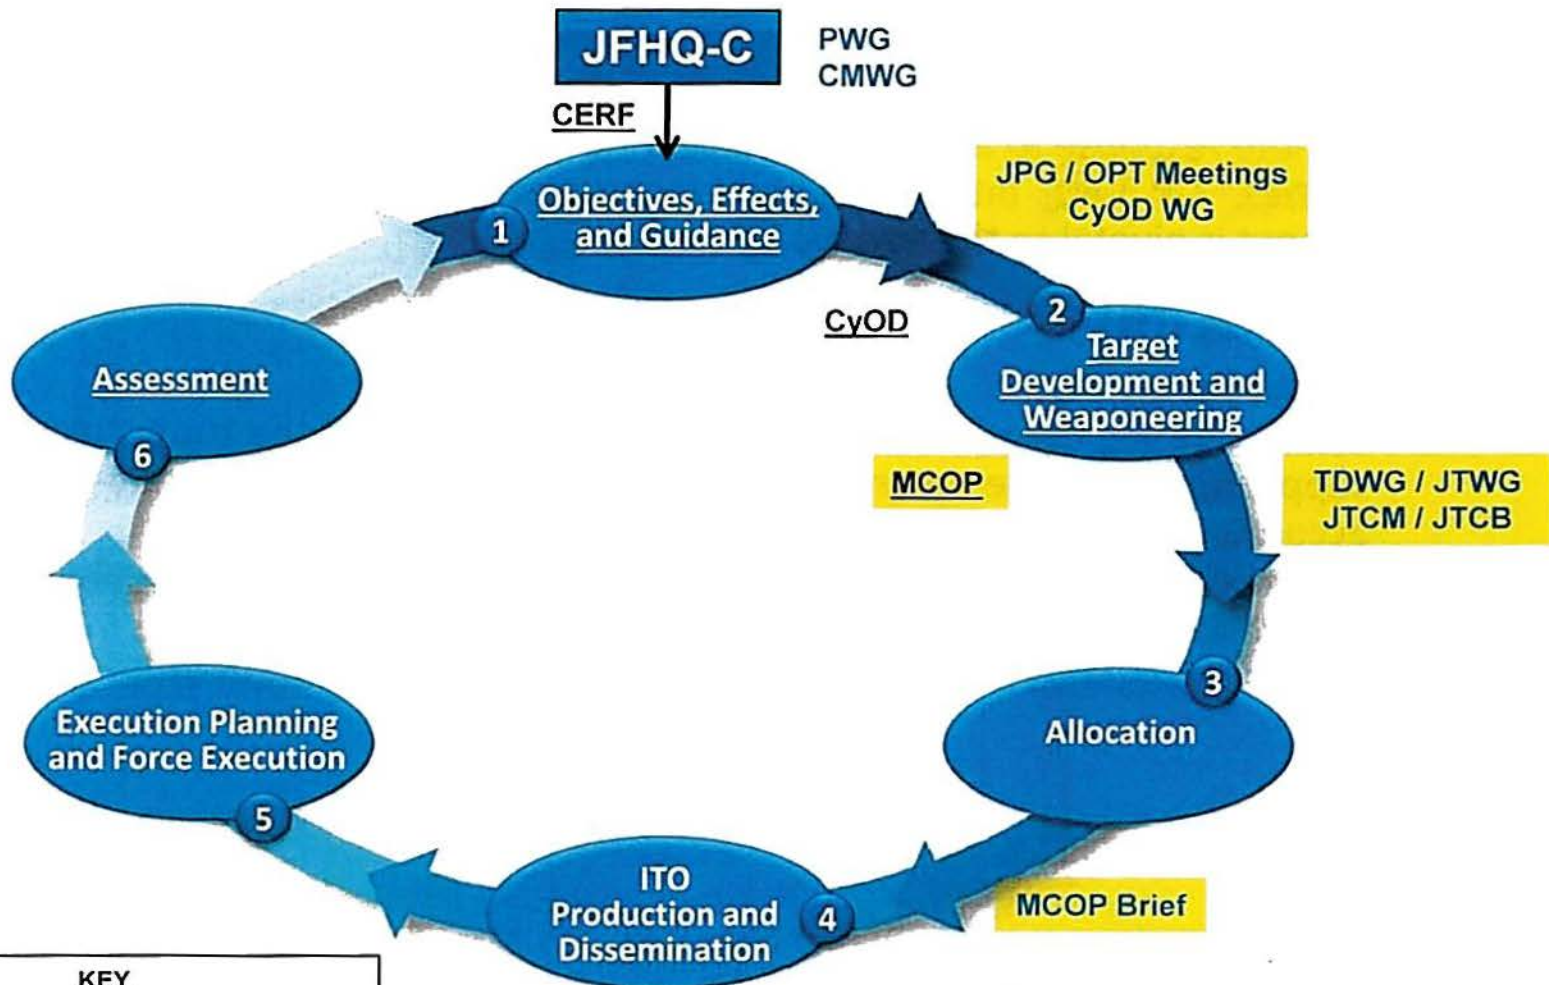 JFHQ-C
PWG
CMWG
CERF
Objectives, Effects,
and Guidance
1
JPG / OPT Meetings
CyOD WG
CyOD
2
Target
Development and
Weaponeering
MCOP
TDWG / JTWG
JTCM / JTCB
3
Allocation
MCOP Brief
4
ITO
Production and
Dissemination
5
Execution Planning
and Force Execution
6
Assessment
KEY